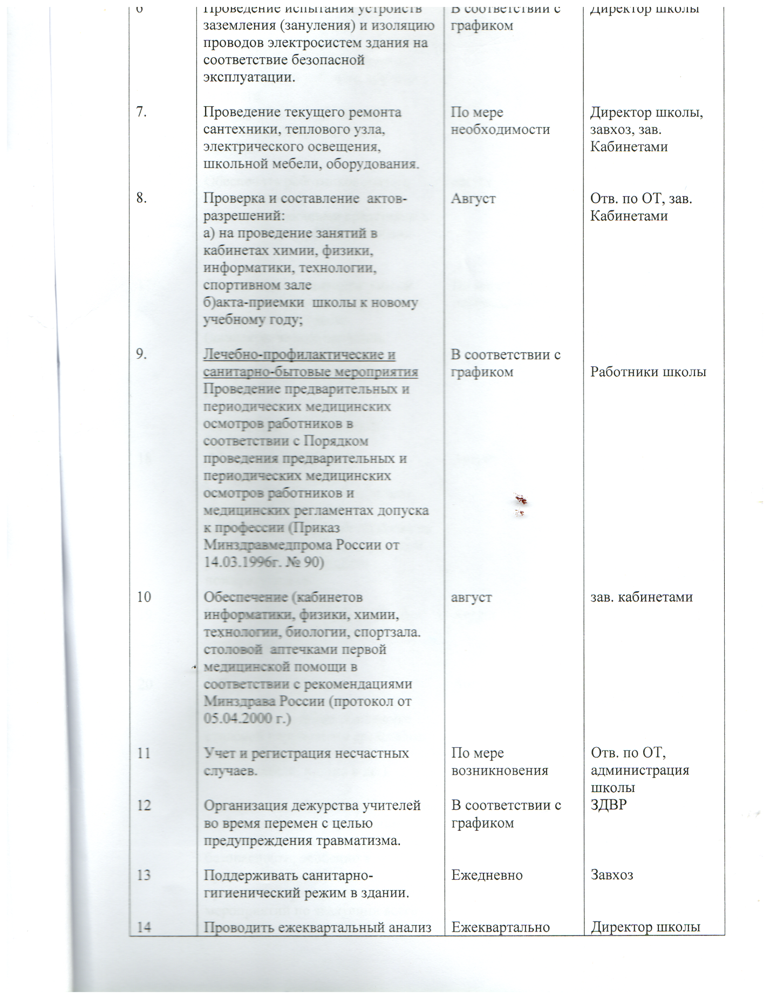 6 Проведение испытания устройств В соответствии с Директор школы
заземления (зануления) и изоляцию графиком
проводов электросистем здания на
соответствие безопасной
эксплуатации.
7. Проведение текущего ремонта По мере Директор школы,
сантехники, теплового узла, необходимости завхоз, зав.
электрического освещения, Кабинетами
школьной мебели, оборудования.
8. Проверка и составление актов- Август Отв. по ОТ, зав.
разрешений: Кабинетами
а) на проведение занятий в
кабинетах химии, физики,
информатики, технологии,
спортивном зале
б)акта-приемки школы к новому
учебному году;
9. Лечебно-профилактические и В соответствии с
санитарно-бытовые мероприятия графиком Работники школы
Проведение предварительных и
периодических медицинских
осмотров работников в
соответствии с Порядком
проведения предварительных и
периодических медицинских
осмотров работников и
медицинских регламентах допуска
к профессии (Приказ
Минздравмедпрома России от
14.03.1996г. № 90)
10 Обеспечение (кабинетов август зав. кабинетами
информатики, физики, химии,
технологии, биологии, спортзала.
столовой аптечками первой
медицинской помощи в
соответствии с рекомендациями
Минздрава России (протокол от
05.04.2000 г.)
11 Учет и регистрация несчастных По мере Отв. по ОТ,
случаев. возникновения администрация
школы
12 Организация дежурства учителей В соответствии с ЗДВР
во время перемен с целью графиком
предупреждения травматизма.
13 Поддерживать санитарно- Ежедневно Завхоз
гигиенический режим в здании.
14 Проводить ежеквартальный анализ Ежеквартально Директор школы